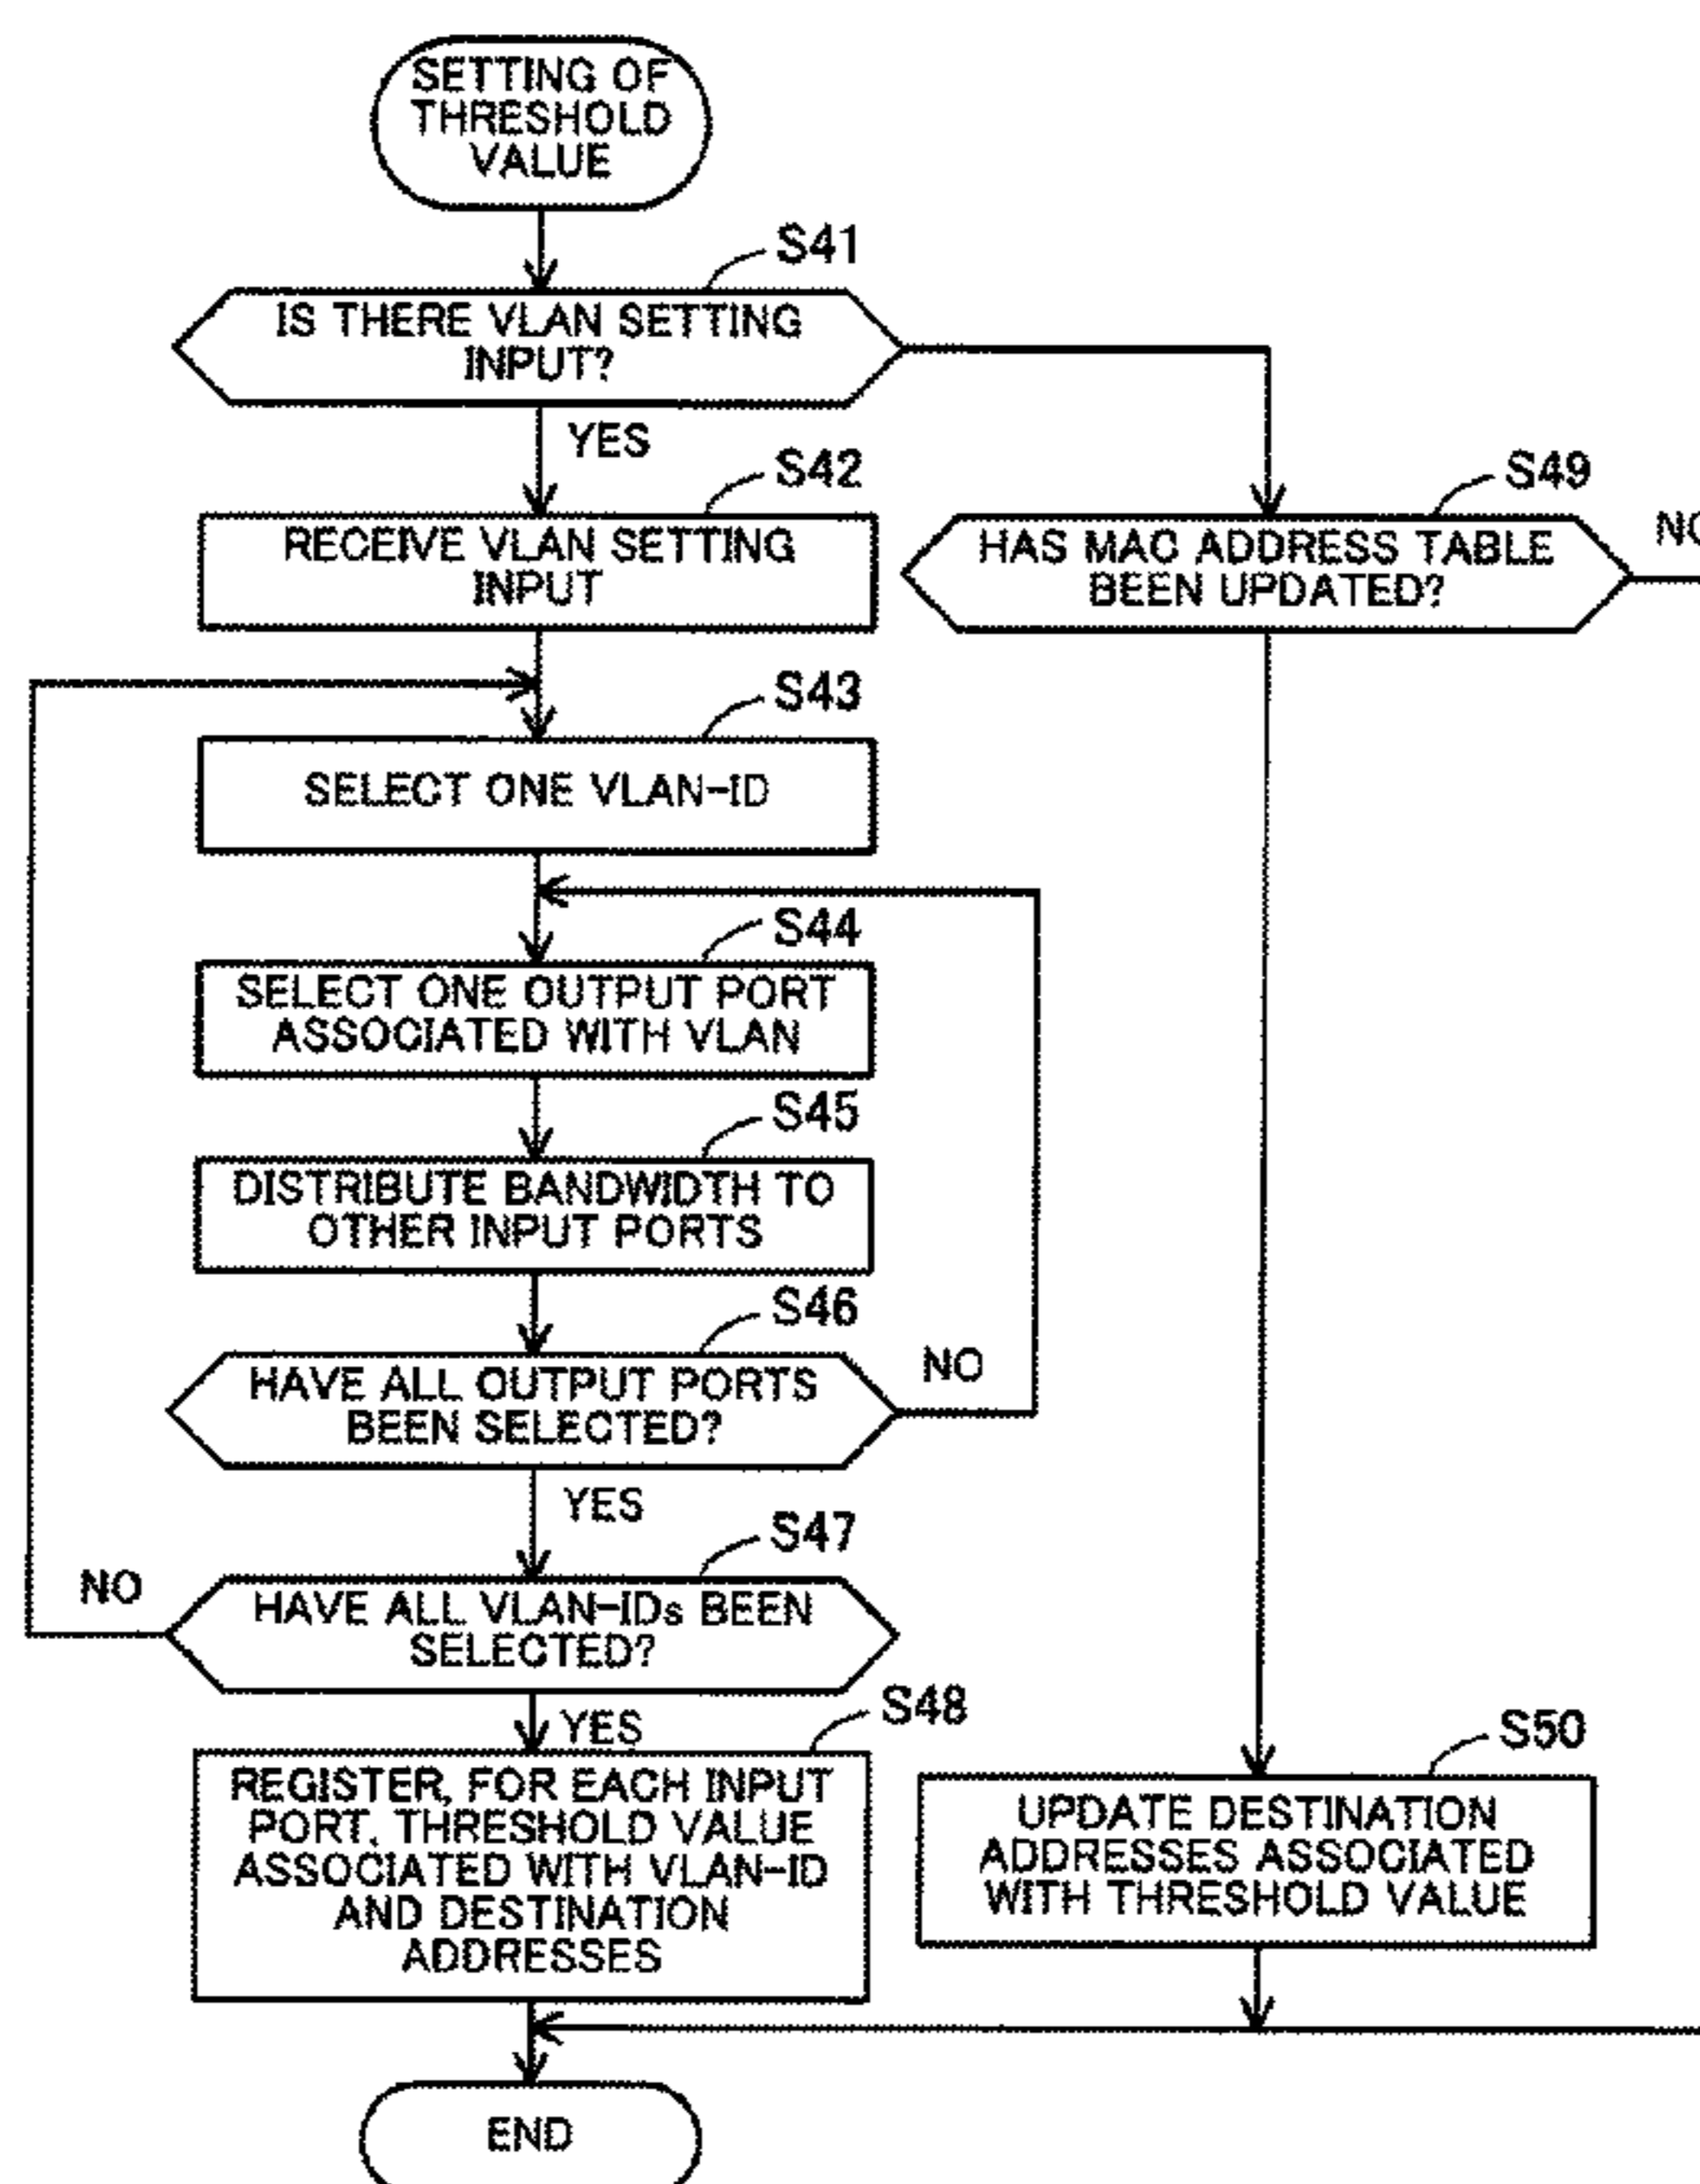 SETTING OF
THRESHOLD
VALUE
S41
IS THERE VLAN SETTING
INPUT?
YES
S42
RECEIVE VLAN SETTING
INPUT
S49
HAS MAC ADDRESS TABLE
BEEN UPDATED?
NO
S43
SELECT ONE VLAN-ID
S44
SELECT ONE OUTPUT PORT
ASSOCIATED WITH VLAN
S45
DISTRIBUTE BANDWIDTH TO
OTHER INPUT PORTS
S46
HAVE ALL OUTPUT PORTS
BEEN SELECTED?
NO
YES
S47
HAVE ALL VLAN-IDs BEEN
SELECTED?
NO
YES
S48
REGISTER, FOR EACH INPUT
PORT, THRESHOLD VALUE
ASSOCIATED WITH VLAN-ID
AND DESTINATION
ADDRESSES
S50
UPDATE DESTINATION
ADDRESSES ASSOCIATED
WITH THRESHOLD VALUE
END